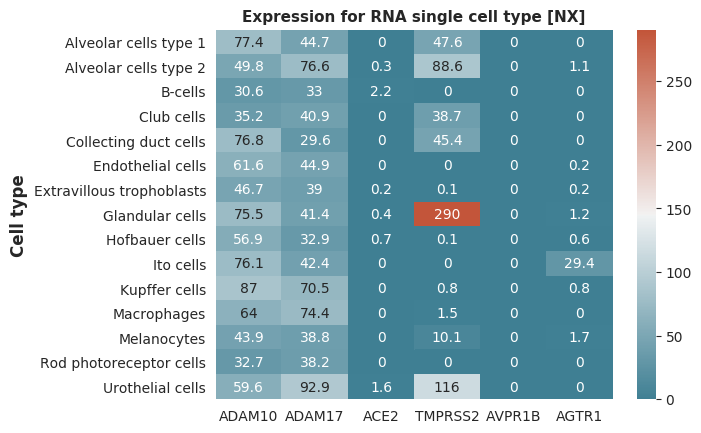 Expression for RNA single cell type [NX]
Cell type
Alveolar cells type 1 77.4 44.7 0 47.6 0 0
Alveolar cells type 2 49.8 76.6 0.3 88.6 0 1.1
B-cells 30.6 33 2.2 0 0 0
Club cells 35.2 40.9 0 38.7 0 0
Collecting duct cells 76.8 29.6 0 45.4 0 0
Endothelial cells 61.6 44.9 0 0 0 0.2
Extravillous trophoblasts 46.7 39 0.2 0.1 0 0.2
Glandular cells 75.5 41.4 0.4 290 0 1.2
Hofbauer cells 56.9 32.9 0.7 0.1 0 0.6
Ito cells 76.1 42.4 0 0 0 29.4
Kupffer cells 87 70.5 0 0.8 0 0.8
Macrophages 64 74.4 0 1.5 0 0
Melanocytes 43.9 38.8 0 10.1 0 1.7
Rod photoreceptor cells 32.7 38.2 0 0 0 0
Urothelial cells 59.6 92.9 1.6 116 0 0
ADAM10 ADAM17 ACE2 TMPRSS2 AVPR1B AGTR1
250
200
150
100
50
0